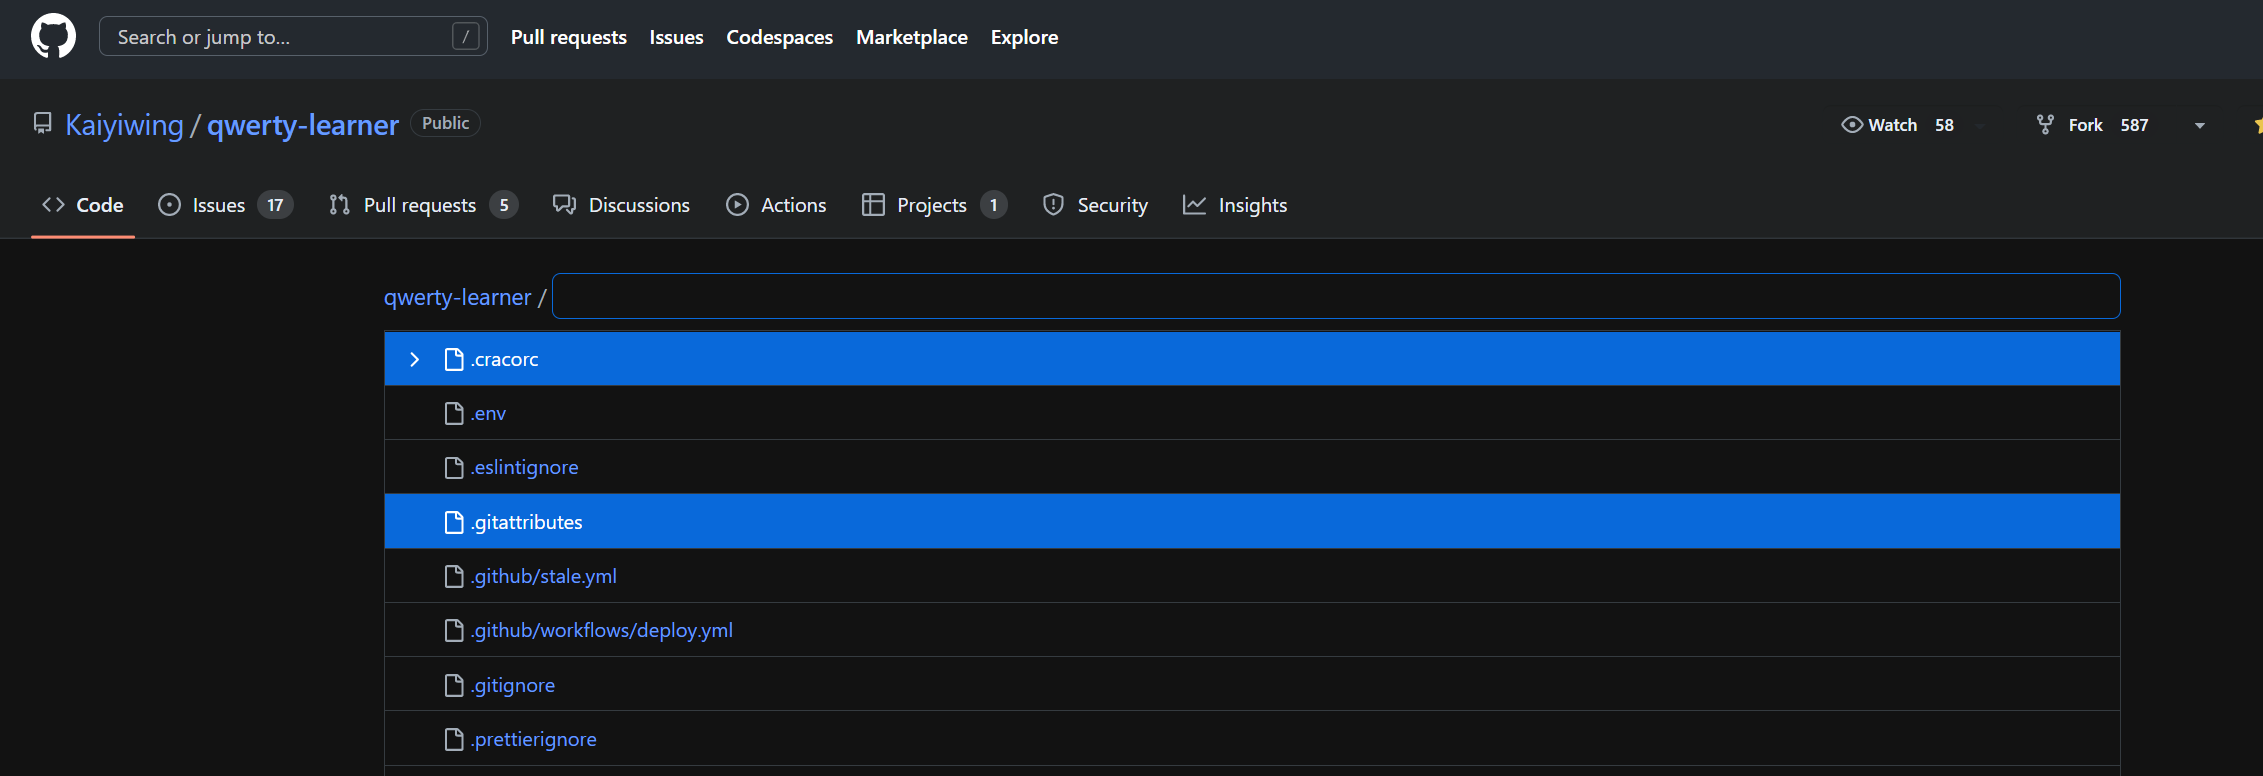 Search or jump to... /
Pull requests Issues Codespaces Marketplace Explore
Kaiyiwing / qwerty-learner Public
Watch 58 Fork 587
Code Issues 17 Pull requests 5 Discussions Actions Projects 1 Security Insights
qwerty-learner /
.cracorc
.env
.eslintignore
.gitattributes
.github/stale.yml
.github/workflows/deploy.yml
.gitignore
.prettierignore